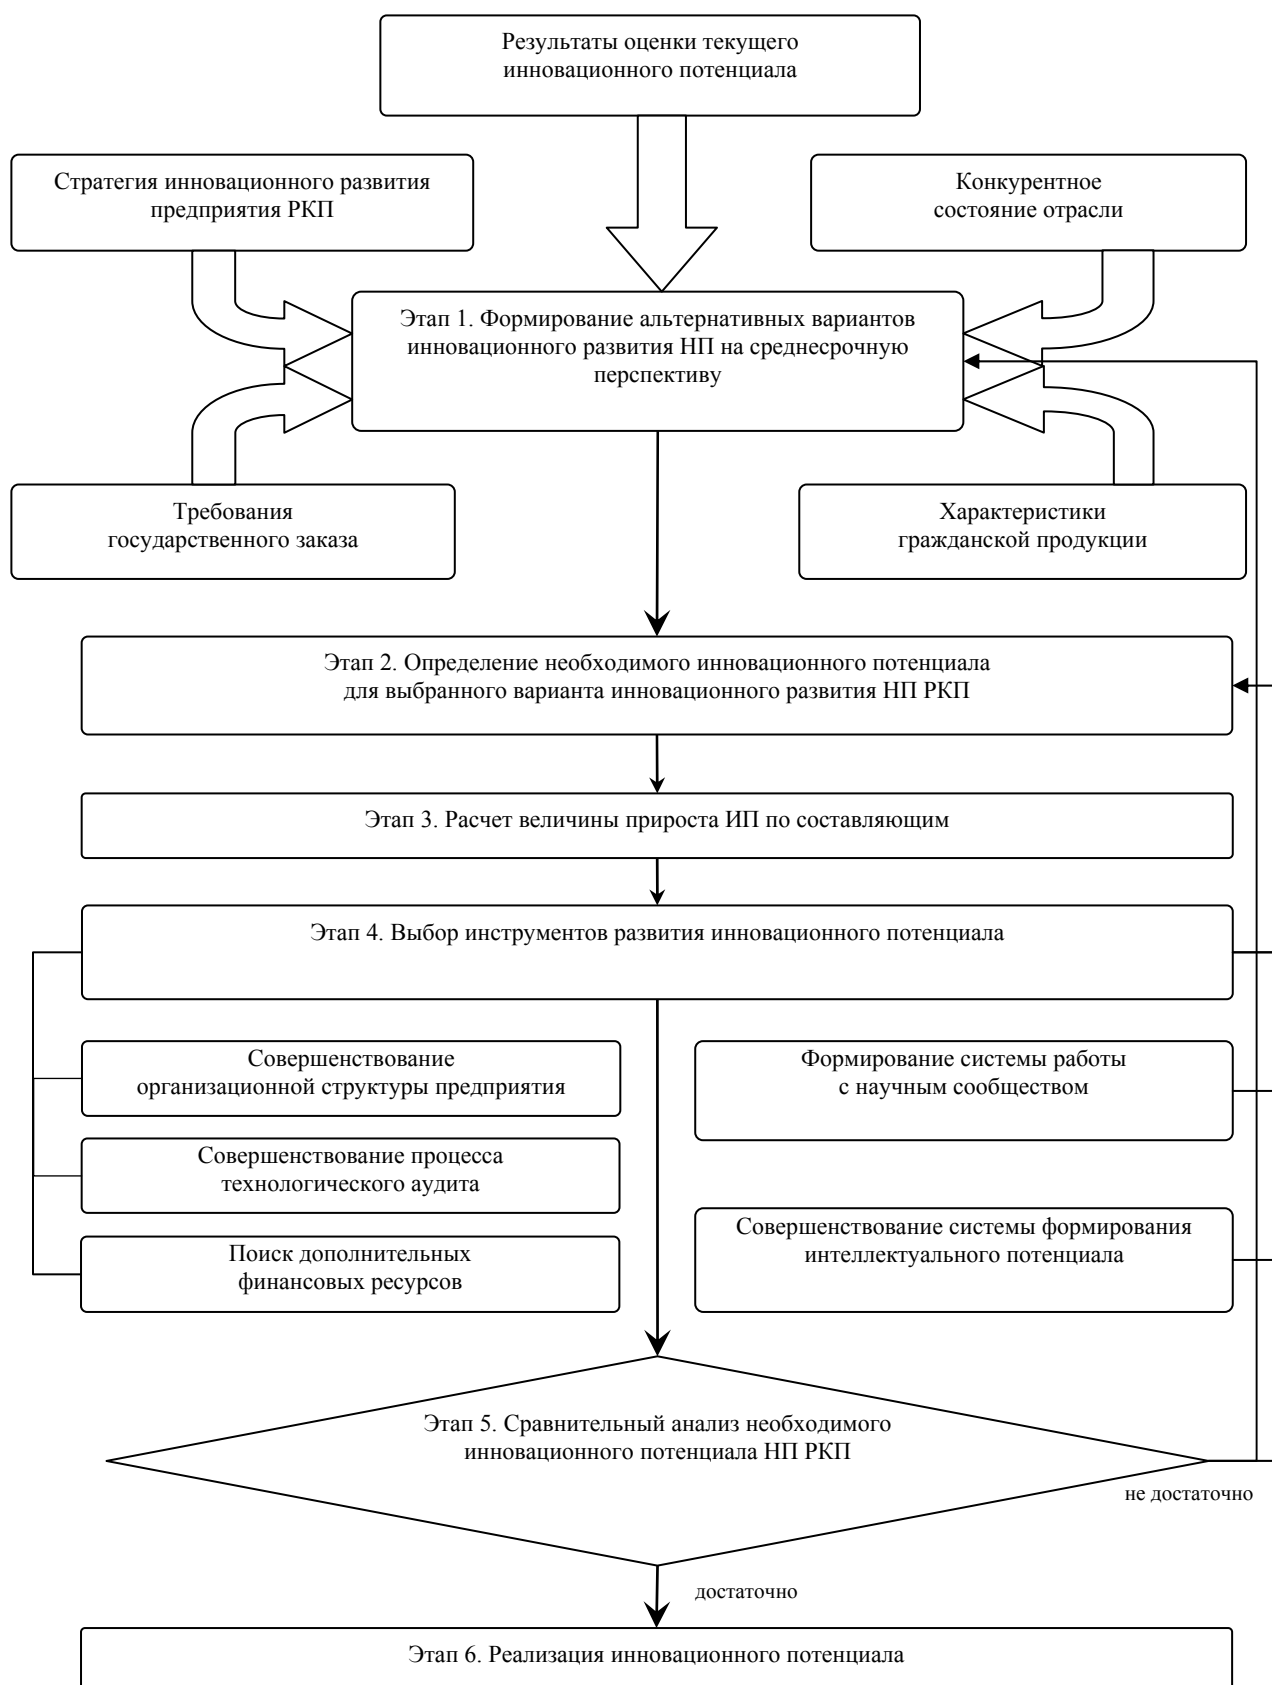 Результаты оценки текущего
инновационного потенциала
Стратегия инновационного развития
предприятия РКП
Конкурентное
состояние отрасли
Этап 1. Формирование альтернативных вариантов
инновационного развития НП на среднесрочную
перспективу
Требования
государственного заказа
Характеристики
гражданской продукции
Этап 2. Определение необходимого инновационного потенциала
для выбранного варианта инновационного развития НП РКП
Этап 3. Расчет величины прироста ИП по составляющим
Этап 4. Выбор инструментов развития инновационного потенциала
Совершенствование
организационной структуры предприятия
Формирование системы работы
с научным сообществом
Совершенствование процесса
технологического аудита
Совершенствование системы формирования
интеллектуального потенциала
Поиск дополнительных
финансовых ресурсов
Этап 5. Сравнительный анализ необходимого
инновационного потенциала НП РКП
не достаточно
достаточно
Этап 6. Реализация инновационного потенциала